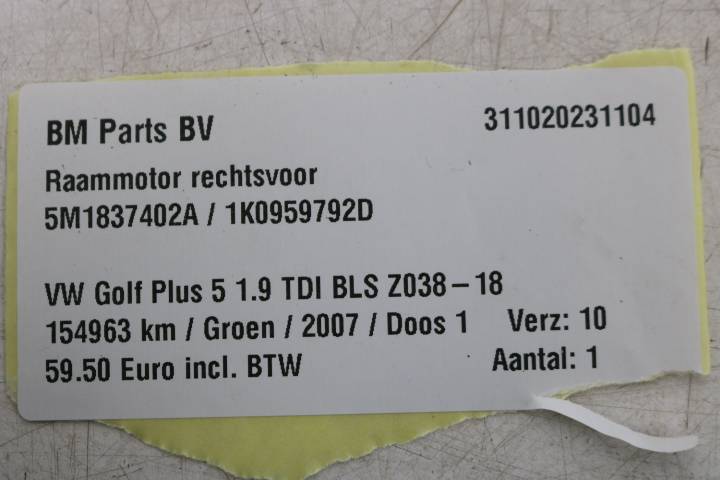 BM Parts BV 311020231104
Raammotor rechtsvoor
5M1837402A / 1K0959792D
VW Golf Plus 5 1.9 TDI BLS Z038-18
154963 km / Groen / 2007 / Doos 1 Verz: 10
59.50 Euro incl. BTW Aantal: 1